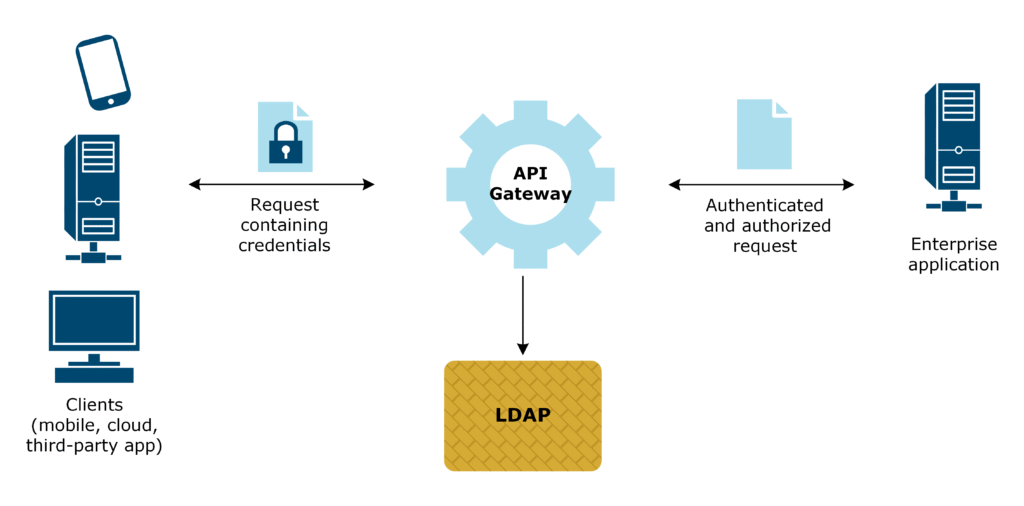 Request
containing
credentials
API
Gateway
Authenticated
and authorized
request
Enterprise
application
LDAP
Clients
(mobile, cloud,
third-party app)